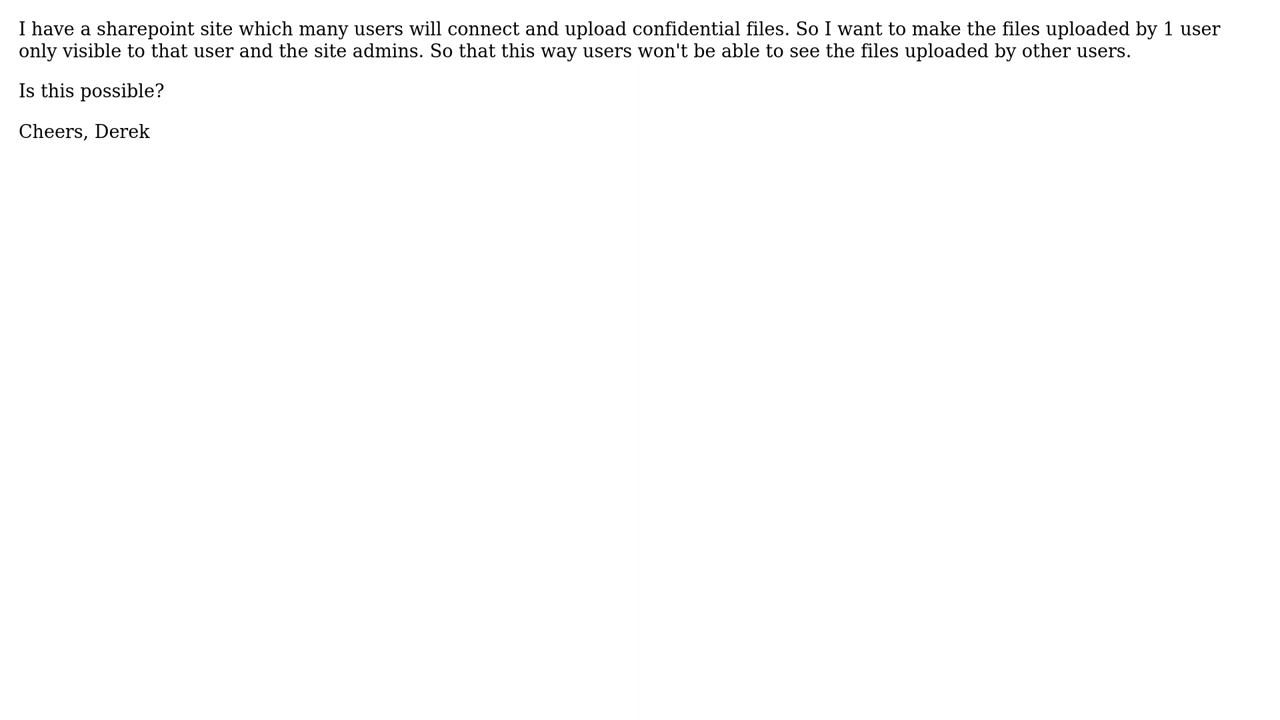 I have a sharepoint site which many users will connect and upload confidential files. So I want to make the files uploaded by 1 user
only visible to that user and the site admins. So that this way users won't be able to see the files uploaded by other users.
Is this possible?
Cheers, Derek